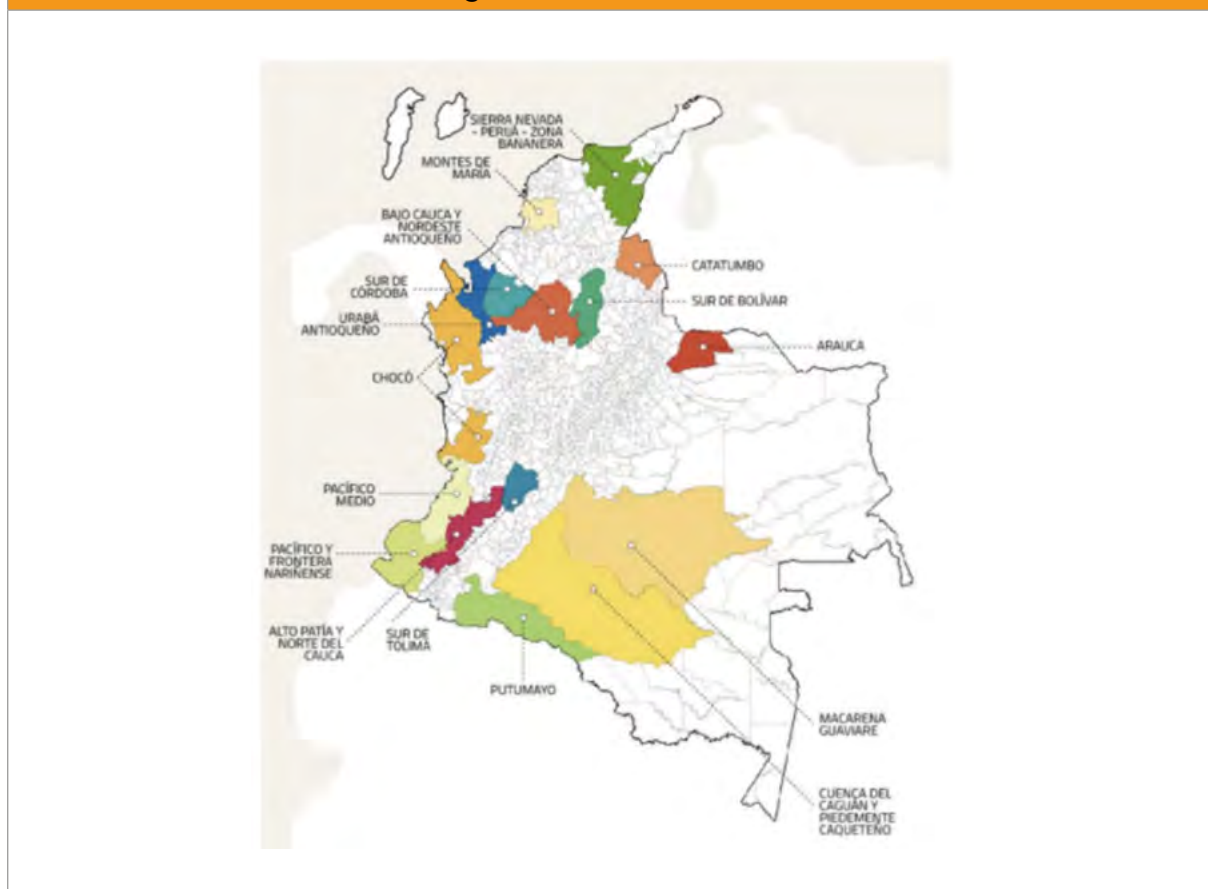 SIERRA NEVADA
- PERIJÁ - ZONA
BANANERA
MONTES DE
MARÍA
BAJO CAUCA Y
NORDESTE
ANTIOQUEÑO
SUR DE
CÓRDOBA
URABÁ
ANTIOQUEÑO
CHOCÓ
PACÍFICO
MEDIO
PACÍFICO Y
FRONTERA
NARIÑENSE
ALTO PATÍA Y
NORTE DEL
CAUCA
SUR DE
TOLIMA
PUTUMAYO
CATATUMBO
SUR DE BOLÍVAR
ARAUCA
MACARENA
GUAVIARE
CUENCA DEL
CAGUÁN Y
PIEDEMENTE
CAQUETEÑO